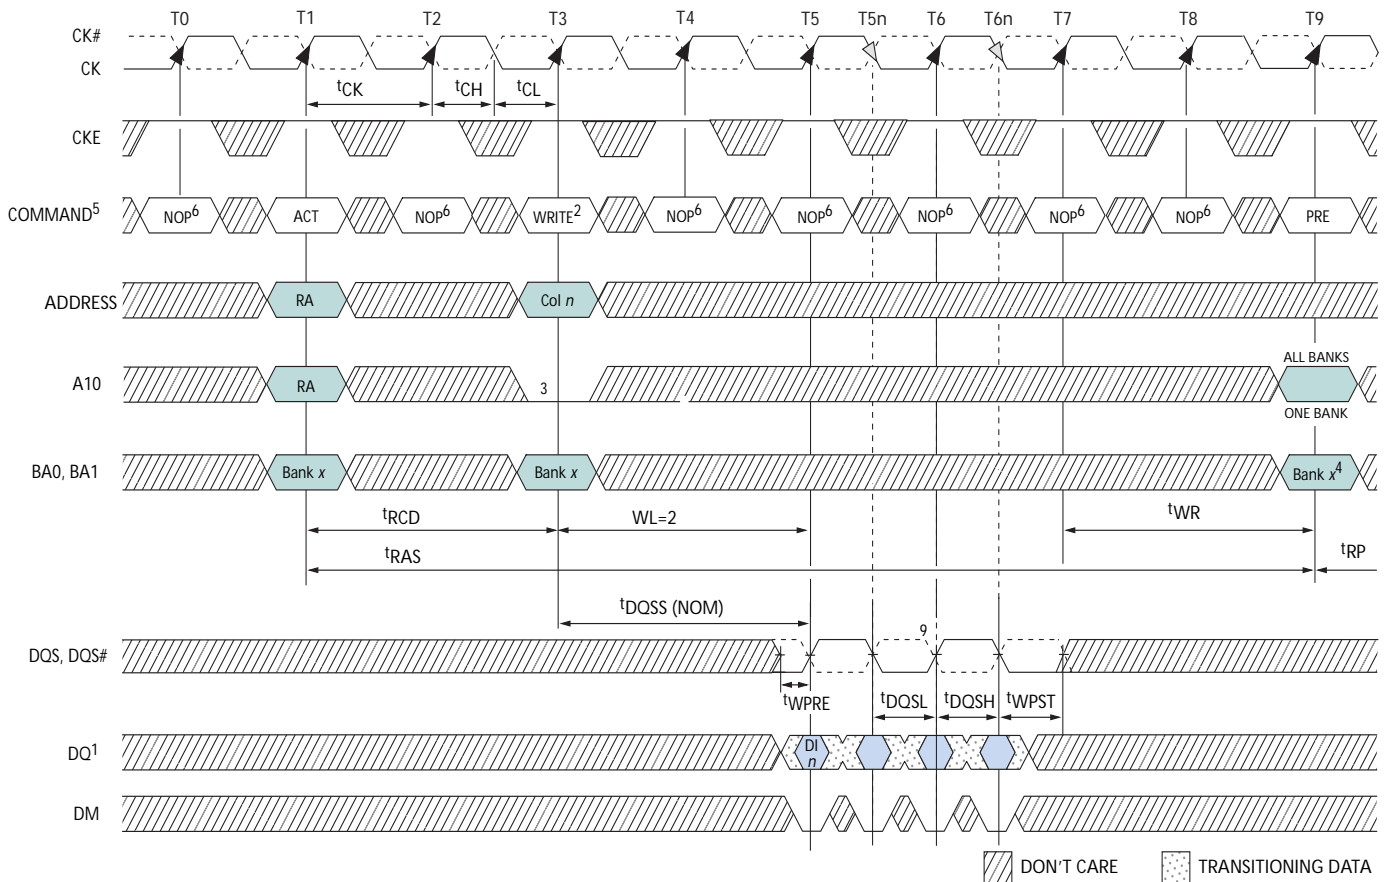 T0 T1 T2 T3 T4 T5 T5n T6 T6n T7 T8 T9
CK#
CK
tCK tCH tCL
CKE
COMMAND5 NOP6 ACT NOP6 WRITE2 NOP6 NOP6 NOP6 NOP6 NOP6 PRE
ADDRESS RA Col n
ALL BANKS
A10 RA 3
ONE BANK
BA0, BA1 Bank x Bank x Bank x4
tRCD WL=2 tWR
tRAS tRP
tDQSS (NOM)
9
DQS, DQS#
tWPRE tDQSL tDQSH tWPST
DQ1 DI
n
DM
DON'T CARE TRANSITIONING DATA